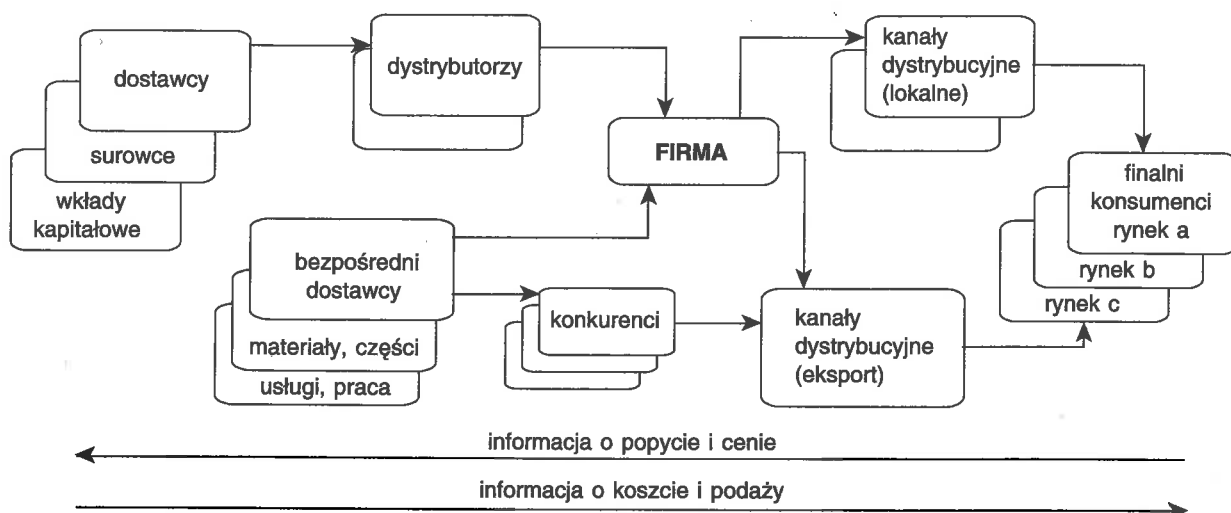 dostawcy
surowce
wkłady
kapitałowe
dystrybutorzy
FIRMA
kanały
dystrybucyjne
(lokalne)
finalni
konsumenci
rynek a
rynek b
rynek c
bezpośredni
dostawcy
materiały, części
usługi, praca
konkurenci
kanały
dystrybucyjne
(eksport)
informacja o popycie i cenie
informacja o koszcie i podaży